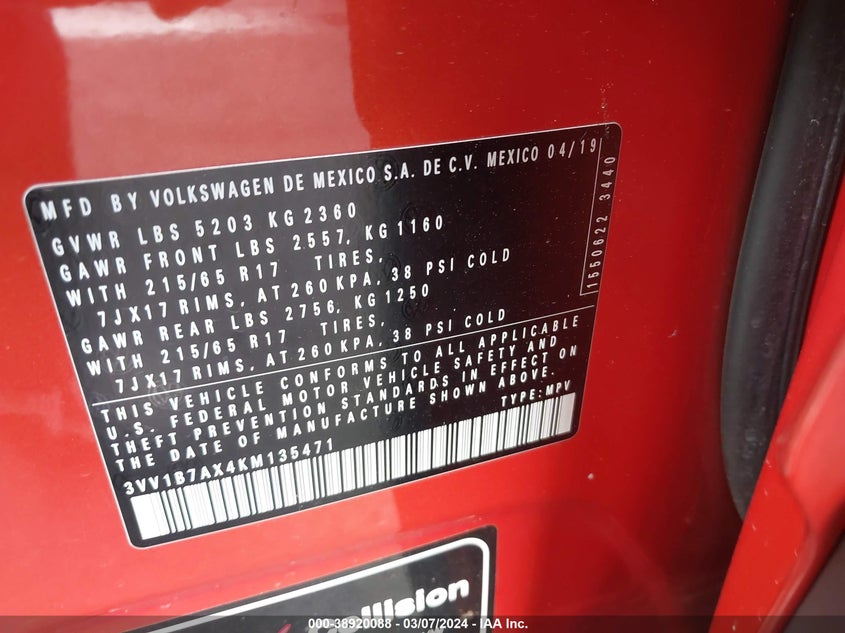 MFD BY VOLKSWAGEN DE MEXICO S.A. DE C.V. MEXICO 04/19
GVWR LBS 5203 KG 2360
GAWR FRONT LBS 2557, KG 1160
WITH 215/65 R17 TIRES,
7JX17 RIMS, AT 260 KPA, 38 PSI COLD
GAWR REAR LBS 2756, KG 1250
WITH 215/65 R17 TIRES,
7JX17 RIMS, AT 260 KPA, 38 PSI COLD
THIS VEHICLE CONFORMS TO ALL APPLICABLE
U.S. FEDERAL MOTOR VEHICLE SAFETY AND
THEFT PREVENTION STANDARDS IN EFFECT ON
THE DATE OF MANUFACTURE SHOWN ABOVE.
TYPE: MPV
3VV1B7AX4KM135471
1550622 3440
000-38920088 - 03/07/2024 - IAA Inc.